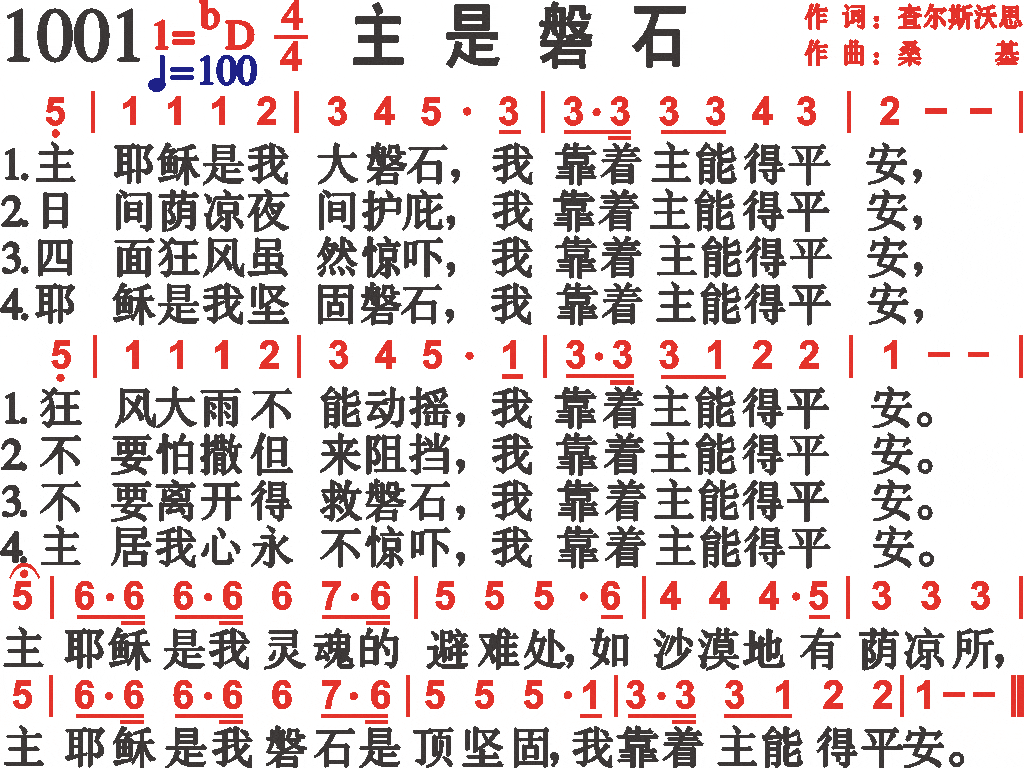 1001 1=ᵇD 4/4 主是磐石 作词：查尔斯沃思
♩=100 作曲：桑基
5̣ | 1 1 1 2 | 3 4 5 · 3 | 3·3 3 3 4 3 | 2 – – |
1.主 耶稣是我 大磐石，我 靠着主能得平 安，
2.日 间荫凉夜 间护庇，我 靠着主能得平 安，
3.四 面狂风虽 然惊吓，我 靠着主能得平 安，
4.耶 稣是我坚 固磐石，我 靠着主能得平 安，
5̣ | 1 1 1 2 | 3 4 5 · 1 | 3·3 3 1 2 2 | 1 – – |
1.狂 风大雨不 能动摇，我 靠着主能得平 安。
2.不 要怕撒但 来阻挡，我 靠着主能得平 安。
3.不 要离开得 救磐石，我 靠着主能得平 安。
4.主 居我心永 不惊吓，我 靠着主能得平 安。
5 | 6·6 6·6 6 7·6 | 5 5 5 ·6 | 4 4 4·5 | 3 3 3 |
主 耶稣是我灵魂的 避难处，如 沙漠地有 荫凉所，
5 | 6·6 6·6 6 7·6 | 5 5 5 ·1 | 3·3 3 1 2 2 | 1 – – ‖
主 耶稣是我磐石是 顶坚固，我靠着主能 得平安。